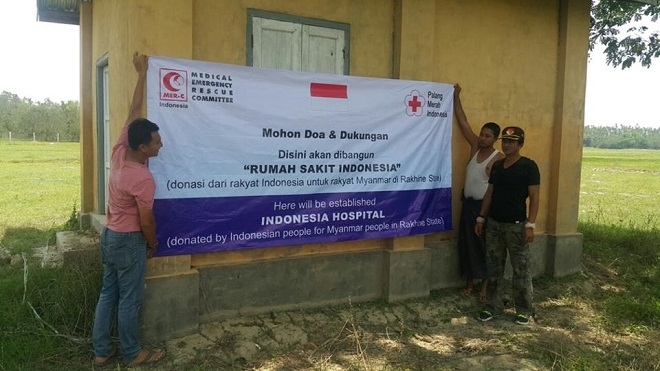 MER-C
Indonesia
MEDICAL
EMERGENCY
RESCUE
COMMITTEE
Palang
Merah
Indonesia
Mohon Doa & Dukungan
Disini akan dibangun
"RUMAH SAKIT INDONESIA"
(donasi dari rakyat Indonesia untuk rakyat Myanmar di Rakhine State)
Here will be established
INDONESIA HOSPITAL
(donated by Indonesian people for Myanmar people in Rakhine State)